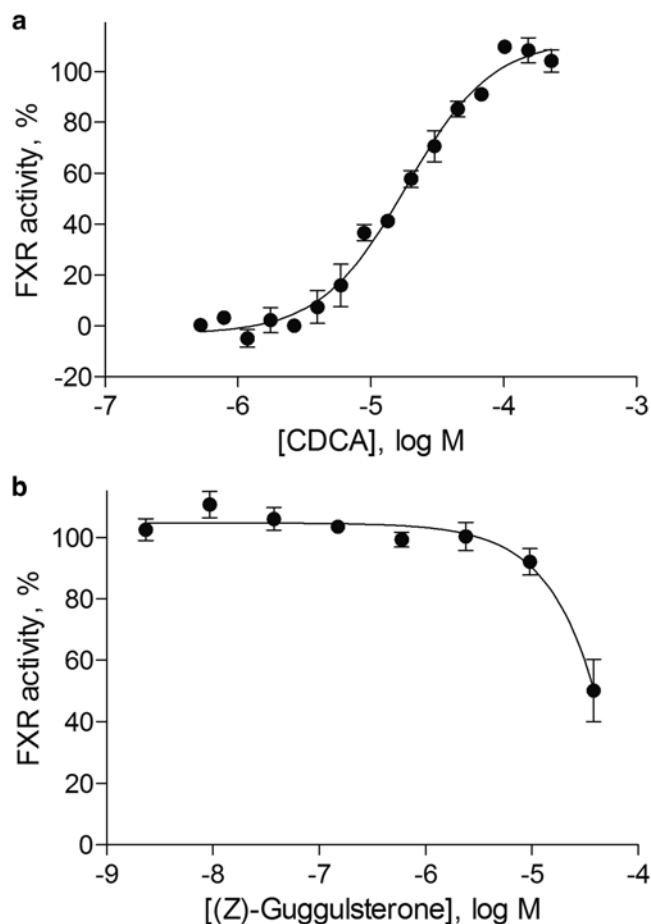 a
100
80
60
40
20
0
-20
FXR activity, %
-7 -6 -5 -4 -3
[CDCA], log M
b
100
80
60
40
20
0
FXR activity, %
-9 -8 -7 -6 -5 -4
[(Z)-Guggulsterone], log M